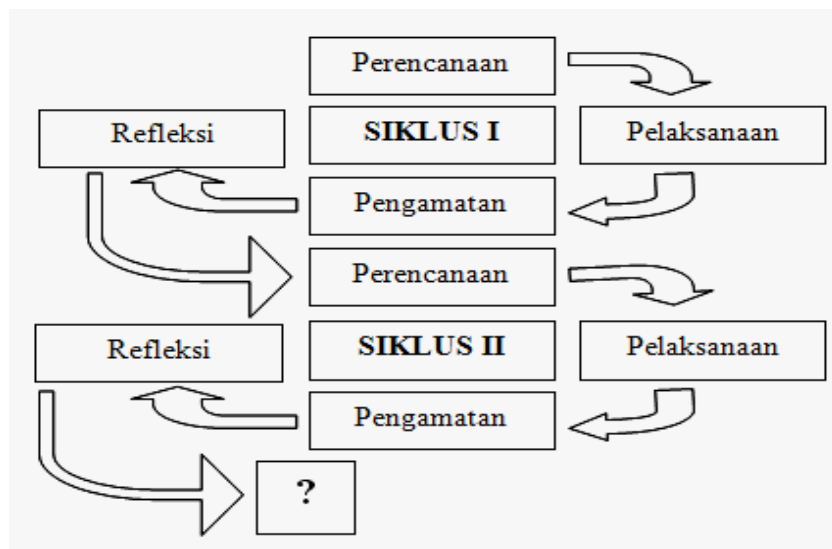 Perencanaan
Refleksi
SIKLUS I
Pelaksanaan
Pengamatan
Perencanaan
Refleksi
SIKLUS II
Pelaksanaan
Pengamatan
?